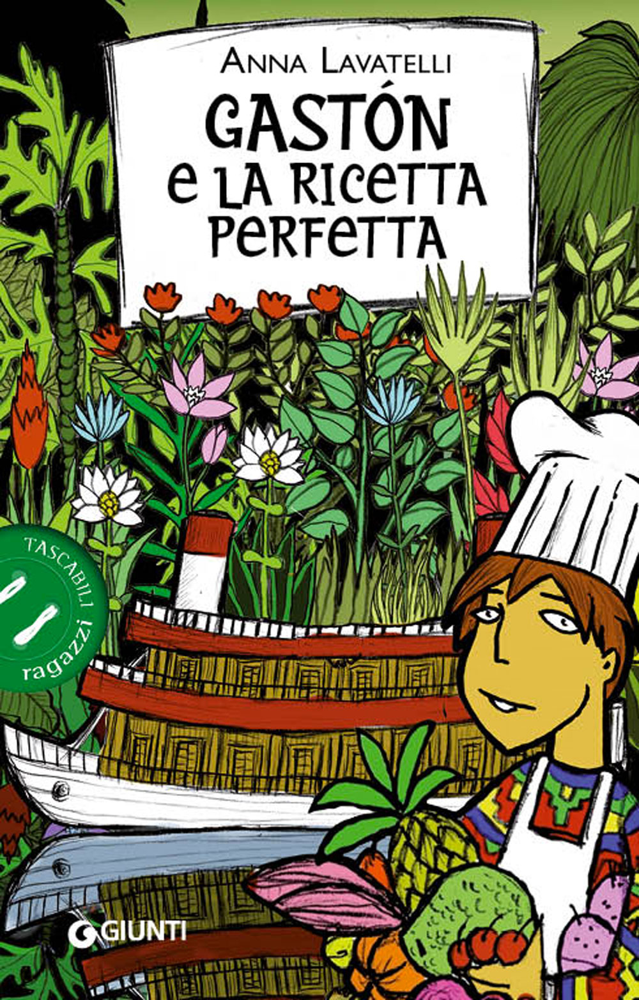 ANNA LAVATELLI
GASTÓN
e LA RICETTA
PERFETTA
TASCABILI
ragazzi
GIUNTI